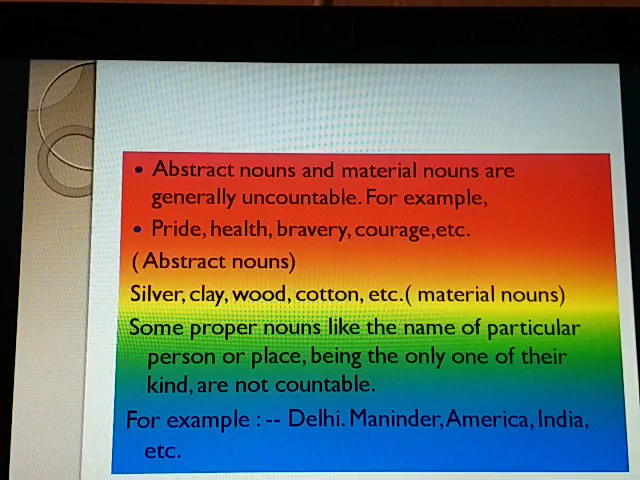 • Abstract nouns and material nouns are
generally uncountable. For example,
• Pride, health, bravery, courage,etc.
( Abstract nouns)
Silver, clay, wood, cotton, etc.( material nouns)
Some proper nouns like the name of particular
person or place, being the only one of their
kind, are not countable.
For example : -- Delhi. Maninder, America, India,
etc.